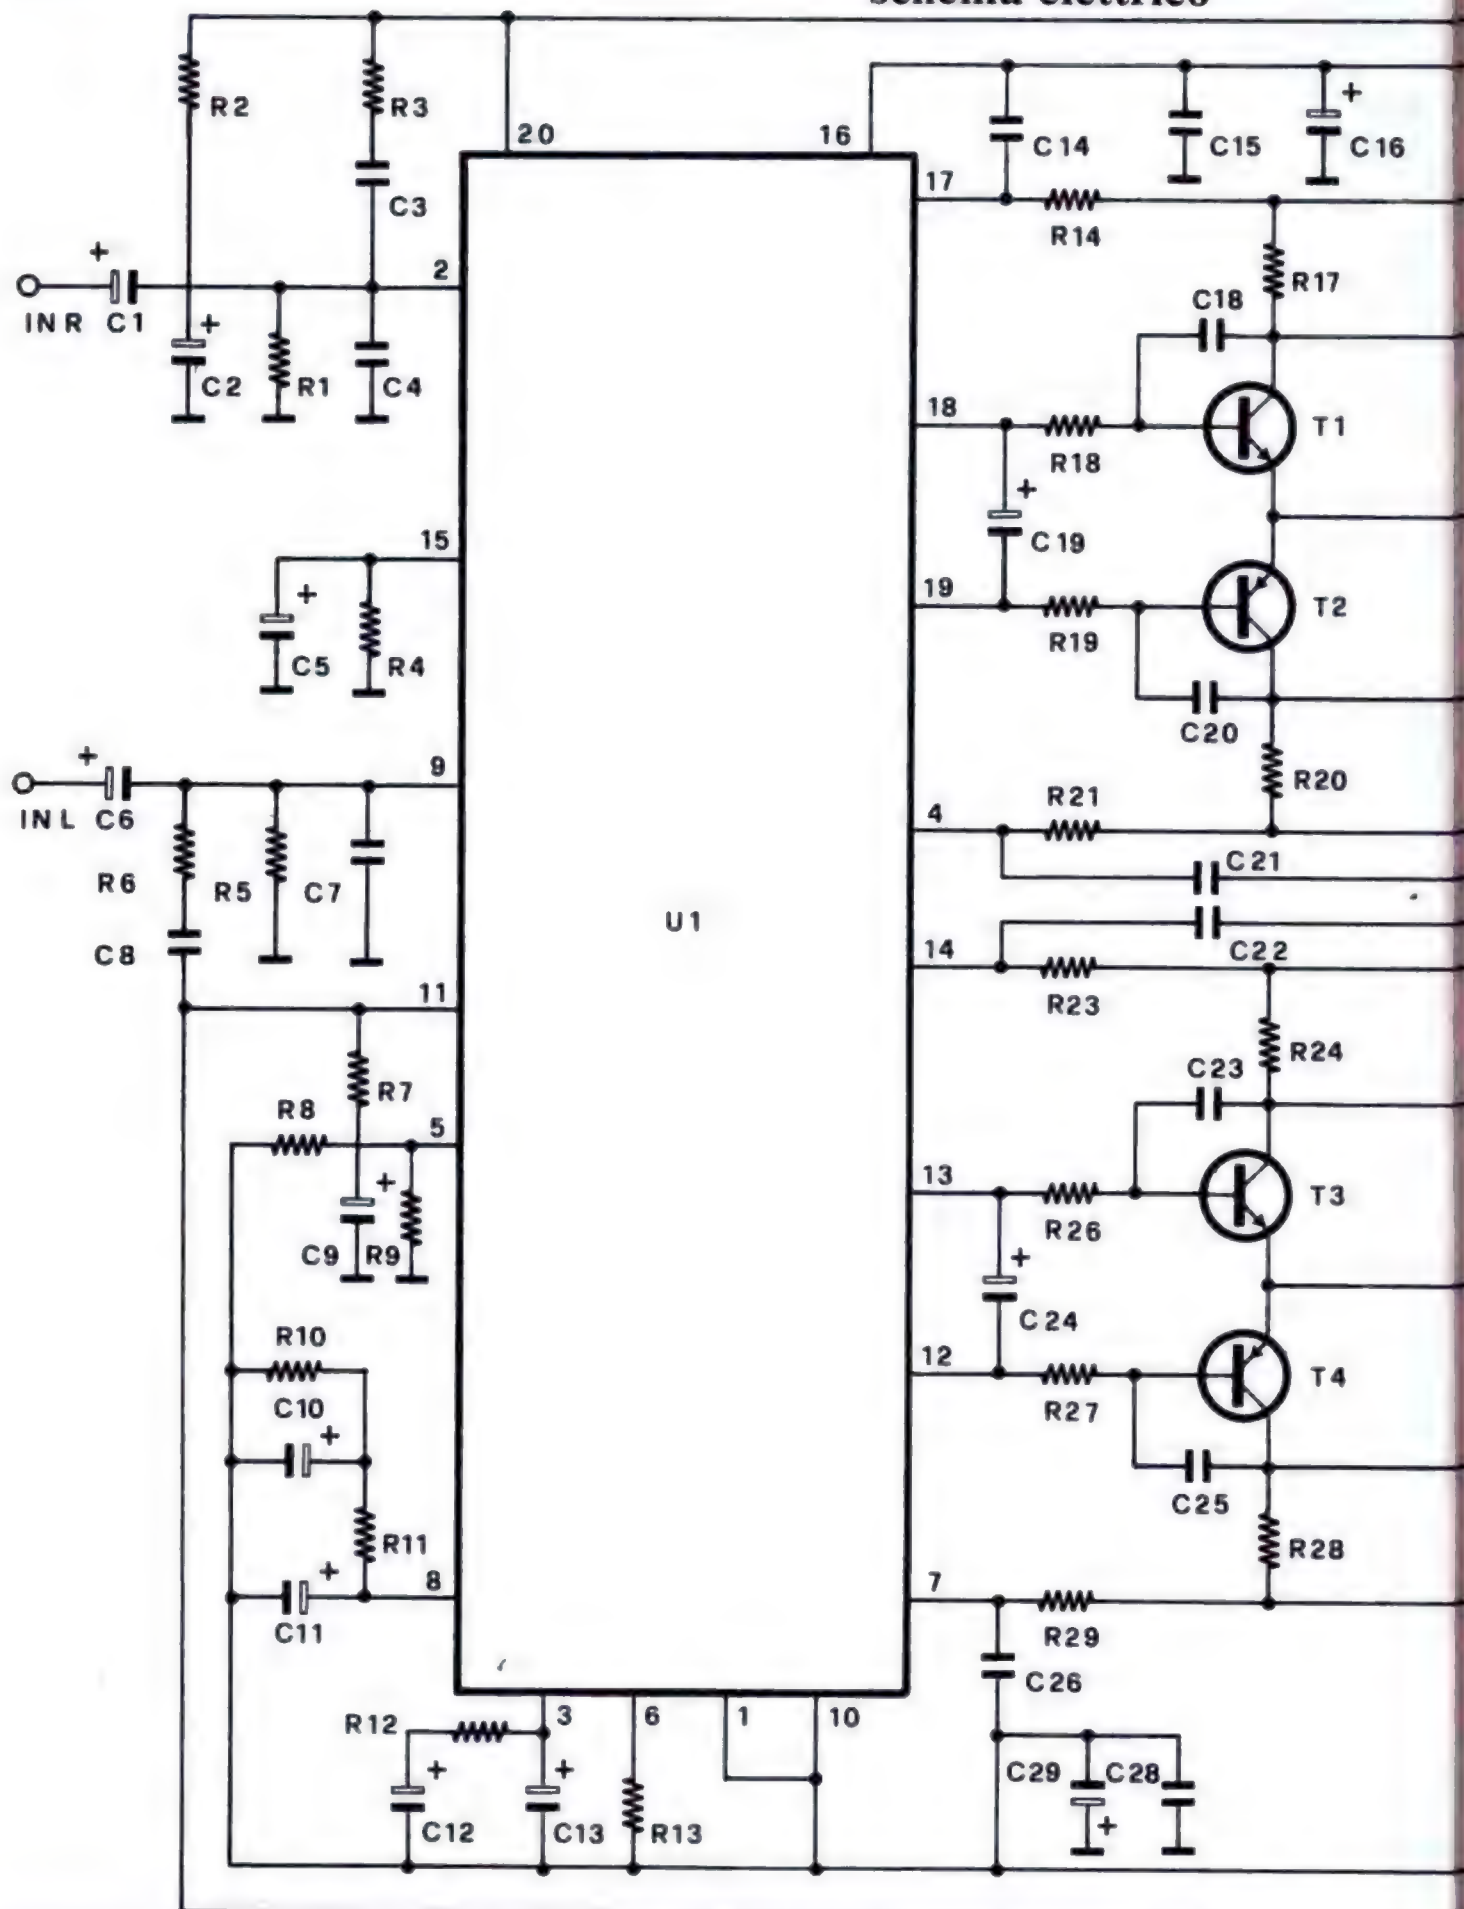 schema elettrico
R2
R3
20
16
C14
C15
+
C16
C3
17
R14
+
2
INR
C1
+
C2
R1
C4
R17
C18
18
R18
T1
+
C19
15
+
C5
R4
19
R19
T2
C20
R20
+
INL
C6
9
R6
R5
C7
C8
U1
4
R21
C21
14
C22
R23
11
R7
R8
5
+
C9
R9
R24
C23
13
R26
T3
+
C24
R10
C10
+
12
R27
T4
C25
R11
+
8
C11
R28
7
R29
C26
R12
3
6
1
10
+
C12
+
C13
R13
C29
C28
+